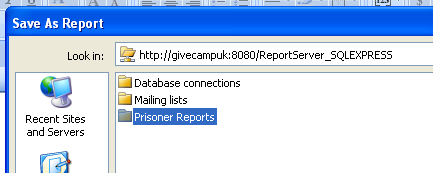 Save As Report
Look in: http://givecampuk:8080/ReportServer_SQLEXPRESS
Database connections
Mailing lists
Prisoner Reports
Recent Sites
and Servers